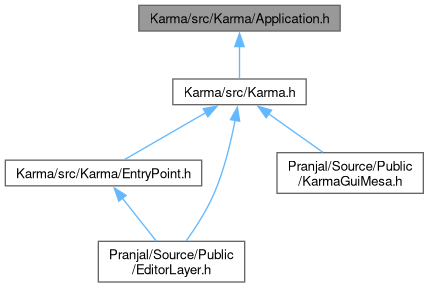 Karma/src/Karma/Application.h
Karma/src/Karma.h
Karma/src/Karma/EntryPoint.h
Pranjal/Source/Public
/KarmaGuiMesa.h
Pranjal/Source/Public
/EditorLayer.h